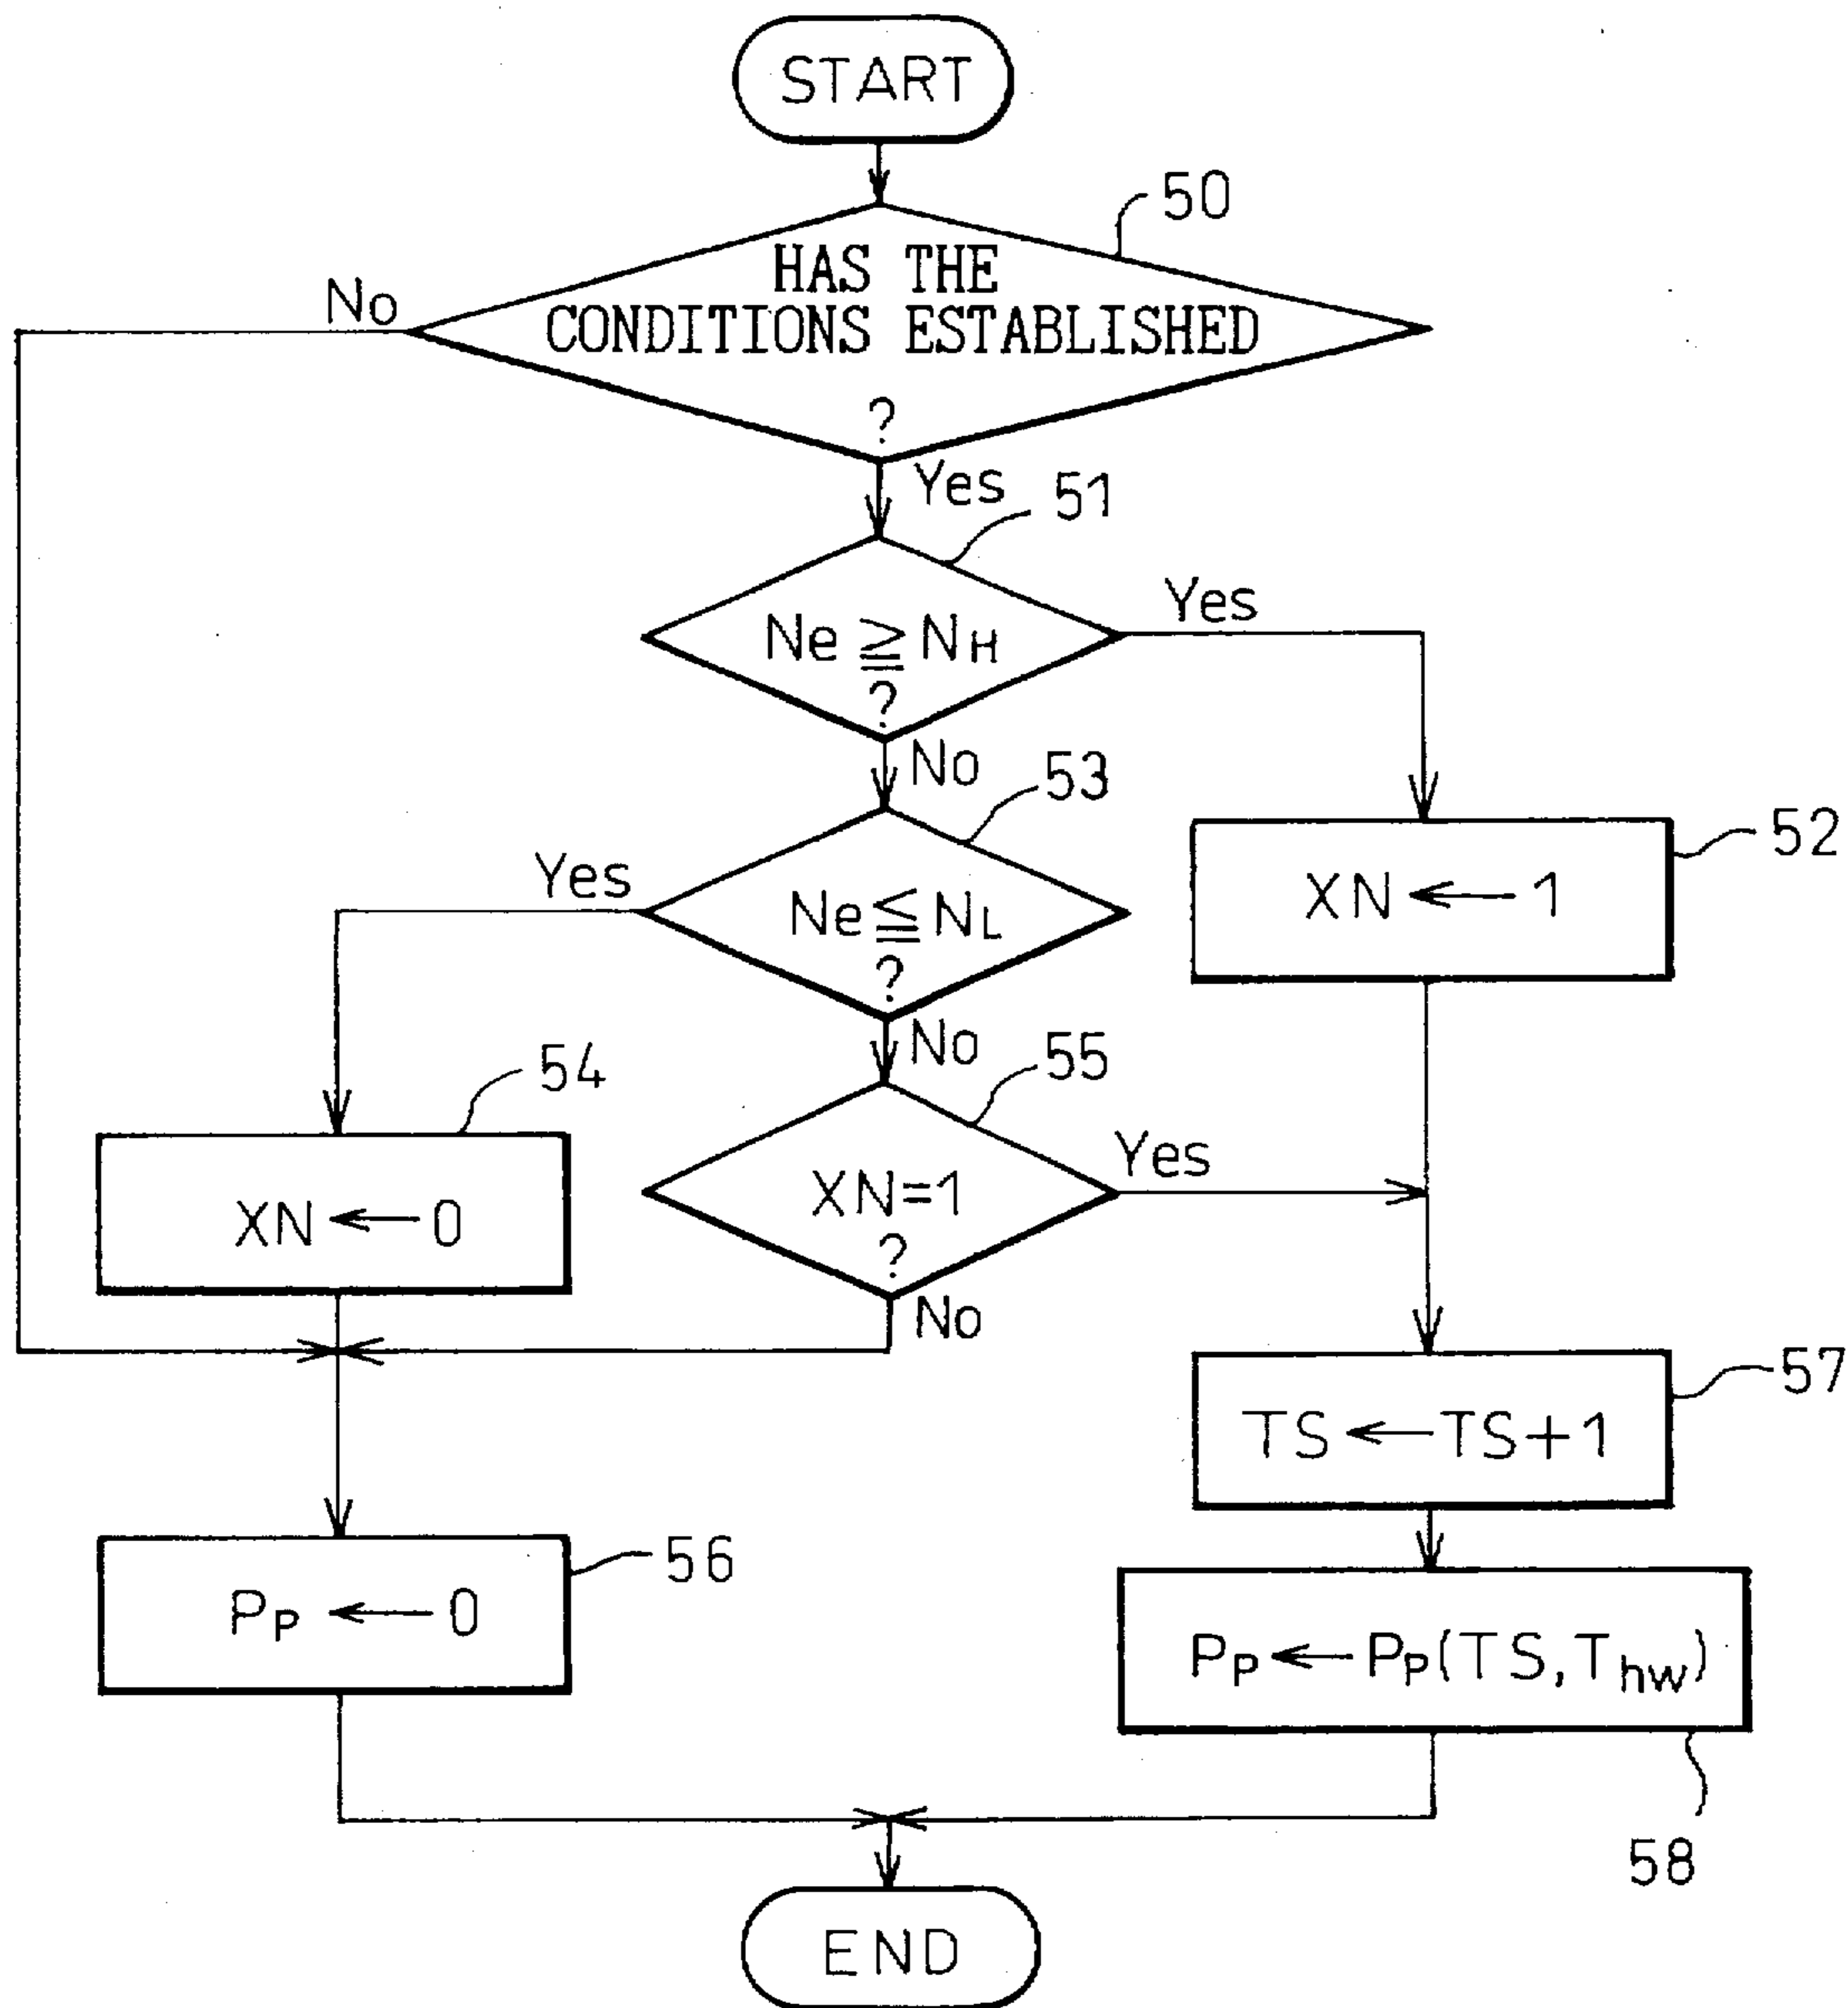 START
50
HAS THE
CONDITIONS ESTABLISHED
?
No
Yes
51
Ne ≧ NH
?
Yes
No
53
52
XN ← 1
Yes
Ne ≦ NL
?
No
54
55
XN ← 0
XN=1
?
Yes
No
57
TS ← TS+1
56
PP ← 0
PP ← PP(TS, Thw)
58
END